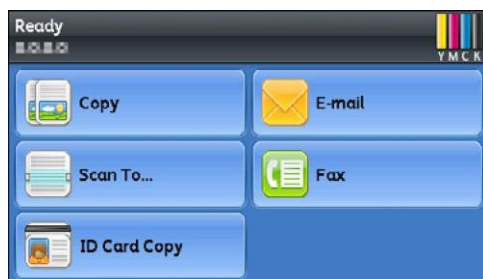 Ready
YMCK
Copy
E-mail
Scan To...
Fax
ID Card Copy